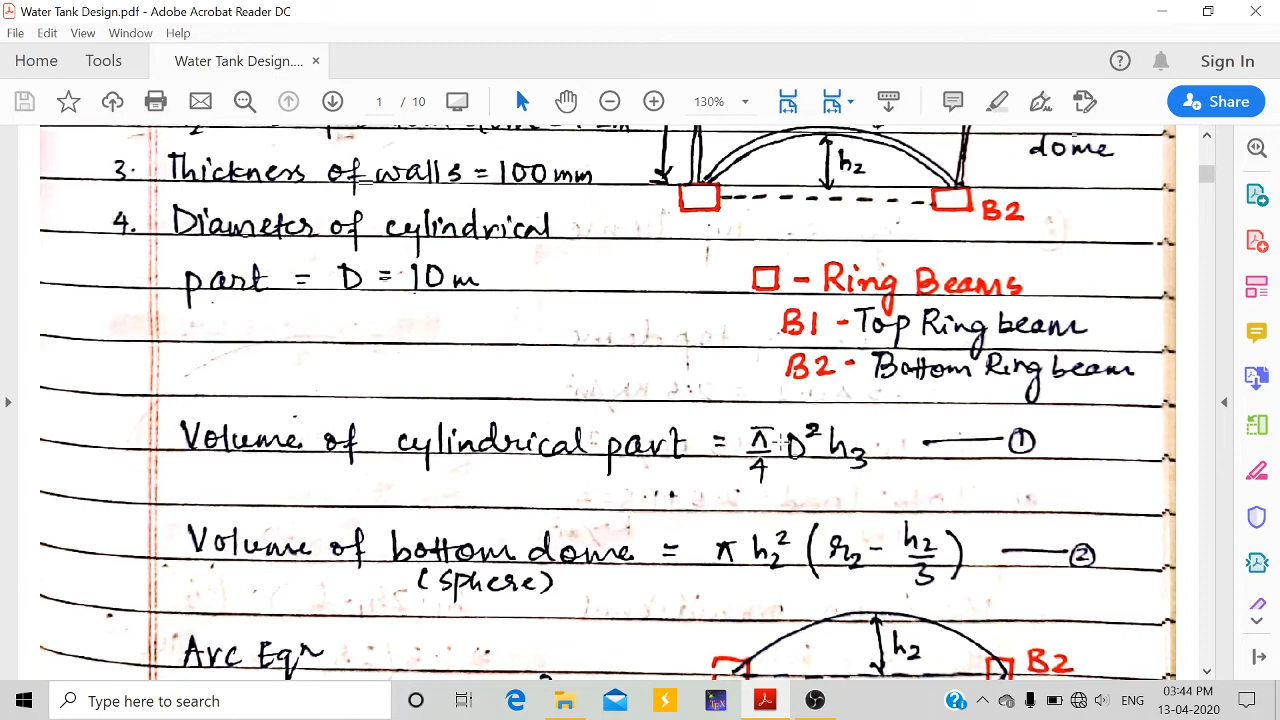 Water Tank Design.pdf - Adobe Acrobat Reader DC
File Edit View Window Help
Home Tools Water Tank Design.... × Sign In
1 / 10 130% Share
3. Thickness of walls = 100 mm
4. Diameter of cylindrical
part = D = 10 m
dome
h2
B2
□ - Ring Beams
B1 - Top Ring beam
B2 - Bottom Ring beam
Volume of cylindrical part = π/4 D² h3 —— ①
Volume of bottom dome = π h2² (r2 - h2/3) —— ②
(sphere)
Arc Eqn
h2
B2
Type here to search
ENG
03:44 PM
13-04-2020